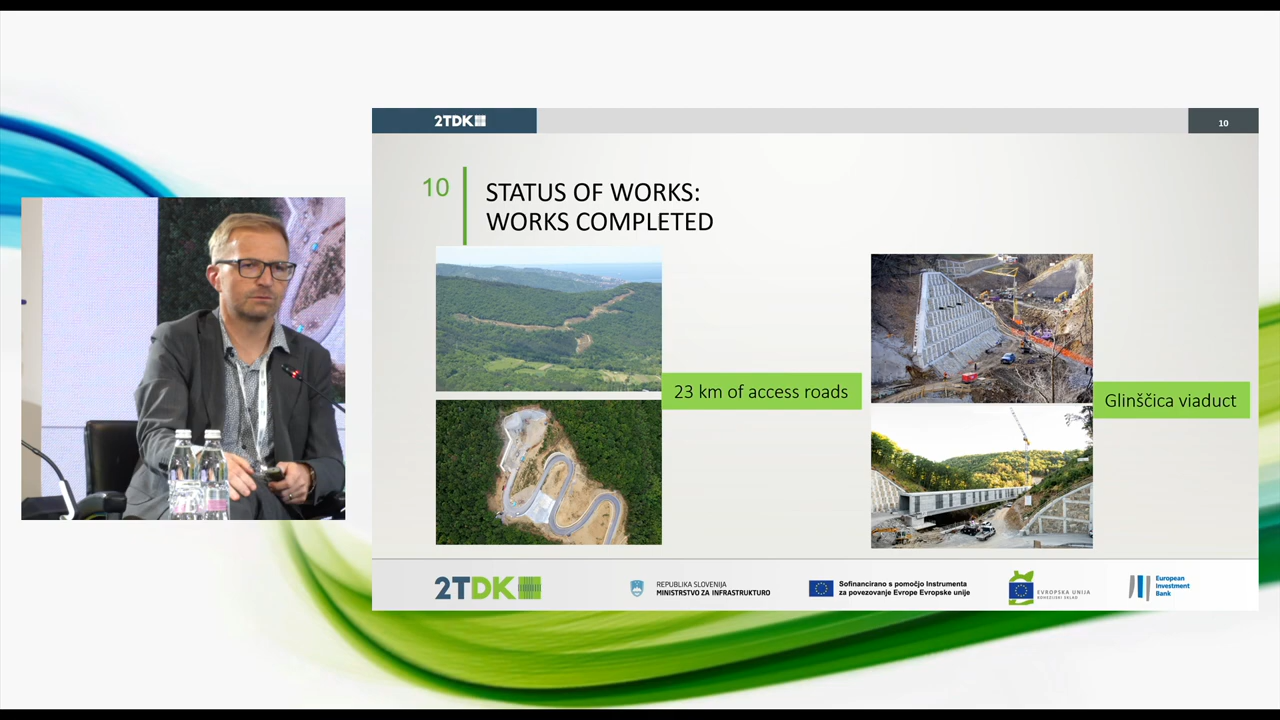 2TDK
10
10
STATUS OF WORKS:
WORKS COMPLETED
23 km of access roads
Glinščica viaduct
2TDK
REPUBLIKA SLOVENIJA
MINISTRSTVO ZA INFRASTRUKTURO
Sofinancirano s pomočjo Instrumenta
za povezovanje Evrope Evropske unije
EVROPSKA UNIJA
KOHEZIJSKI SKLAD
European
Investment
Bank